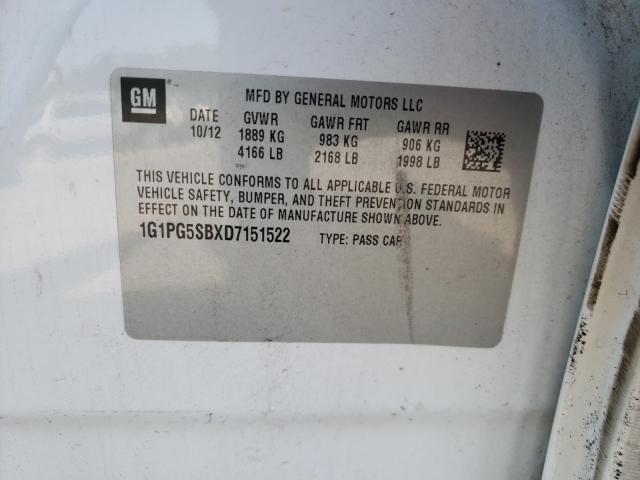 GM MFD BY GENERAL MOTORS LLC
DATE GVWR GAWR FRT GAWR RR
10/12 1889 KG 983 KG 906 KG
4166 LB 2168 LB 1998 LB
THIS VEHICLE CONFORMS TO ALL APPLICABLE U.S. FEDERAL MOTOR
VEHICLE SAFETY, BUMPER, AND THEFT PREVENTION STANDARDS IN
EFFECT ON THE DATE OF MANUFACTURE SHOWN ABOVE.
1G1PG5SBXD7151522 TYPE: PASS CAR